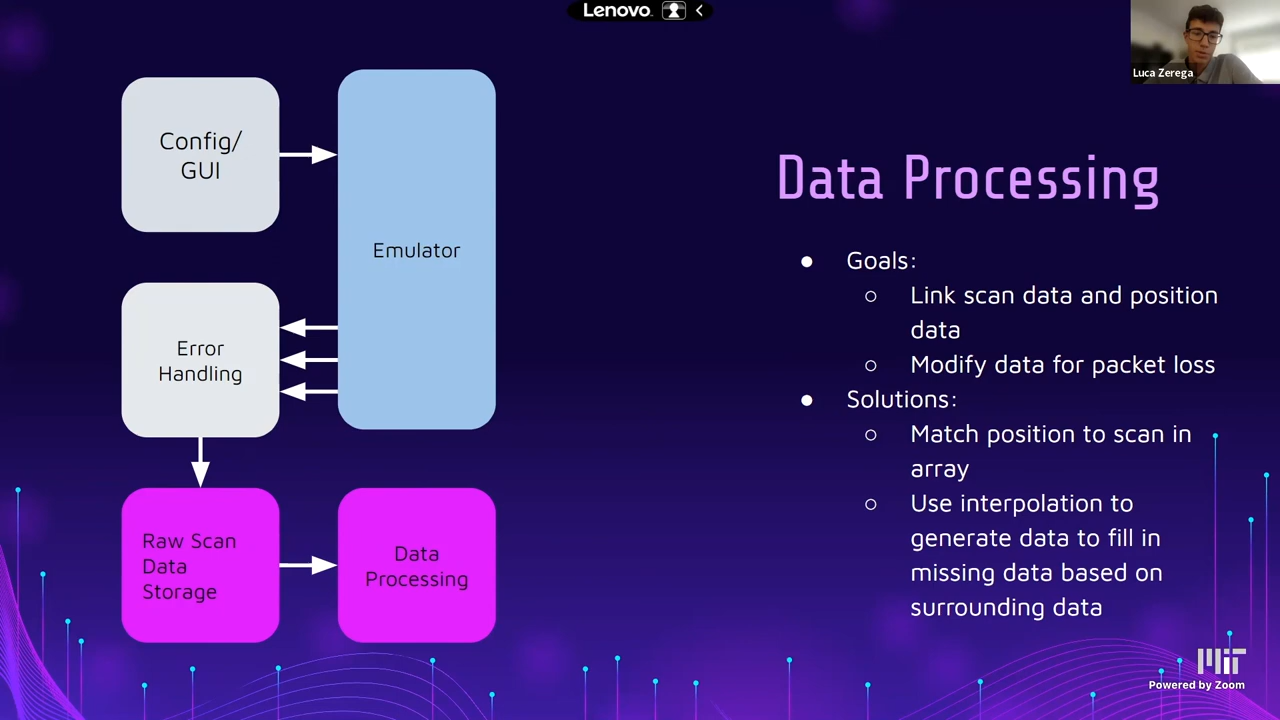 Lenovo
Luca Zerega
Config/
GUI
Emulator
Error
Handling
Raw Scan
Data
Storage
Data
Processing
Data Processing
Goals:
Link scan data and position
data
Modify data for packet loss
Solutions:
Match position to scan in
array
Use interpolation to
generate data to fill in
missing data based on
surrounding data
MIT
Powered by Zoom